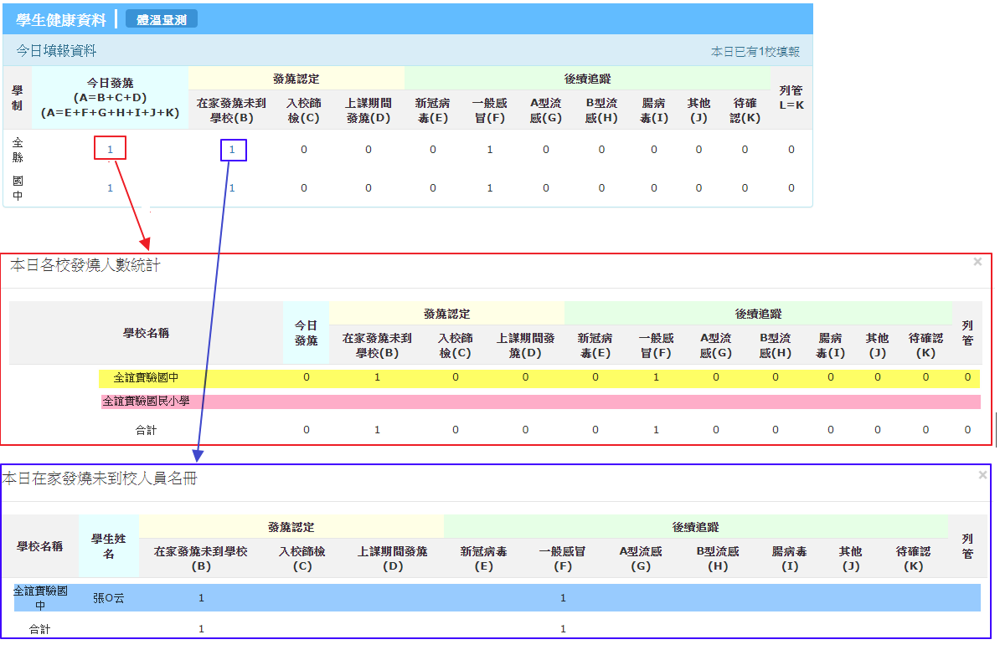 學生健康資料 體溫量測
今日填報資料 本日已有1校填報
學制 今日發燒 (A=B+C+D) (A=E+F+G+H+I+J+K) 發燒認定 後續追蹤 列管 L=K
在家發燒未到學校(B) 入校篩檢(C) 上課期間發燒(D) 新冠病毒(E) 一般感冒(F) A型流感(G) B型流感(H) 腸病毒(I) 其他(J) 待確認(K)
全縣 1 1 0 0 0 1 0 0 0 0 0 0
國中 1 1 0 0 0 1 0 0 0 0 0 0
本日各校發燒人數統計 ×
學校名稱 今日發燒 發燒認定 後續追蹤 列管
在家發燒未到學校(B) 入校篩檢(C) 上課期間發燒(D) 新冠病毒(E) 一般感冒(F) A型流感(G) B型流感(H) 腸病毒(I) 其他(J) 待確認(K)
全誼實驗國中 0 1 0 0 0 1 0 0 0 0 0 0
全誼實驗國民小學
合計 0 1 0 0 0 1 0 0 0 0 0 0
本日在家發燒未到校人員名冊 ×
學校名稱 學生姓名 發燒認定 後續追蹤 列管
在家發燒未到學校(B) 入校篩檢(C) 上課期間發燒(D) 新冠病毒(E) 一般感冒(F) A型流感(G) B型流感(H) 腸病毒(I) 其他(J) 待確認(K)
全誼實驗國中 張O云 1 1
合計 1 1